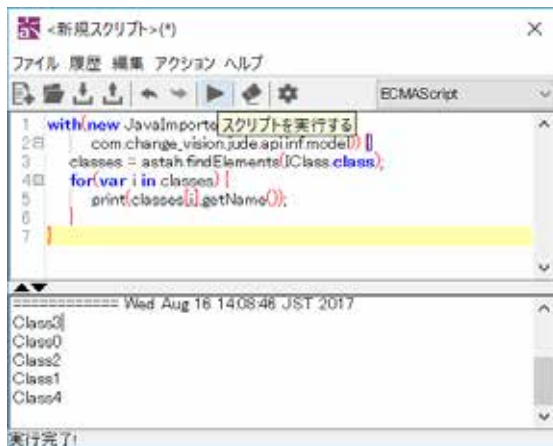 <新規スクリプト>(*)
ファイル 履歴 編集 アクション ヘルプ
ECMAScript
スクリプトを実行する
1 with(new JavaImporte
2 com.change_vision.jude.api.inf.model)) {
3 classes = astah.findElements(IClass.class);
4 for(var i in classes) {
5 print(classes[i].getName());
6 }
7 }
============ Wed Aug 16 14:08:46 JST 2017
Class3
Class0
Class2
Class1
Class4
実行完了!